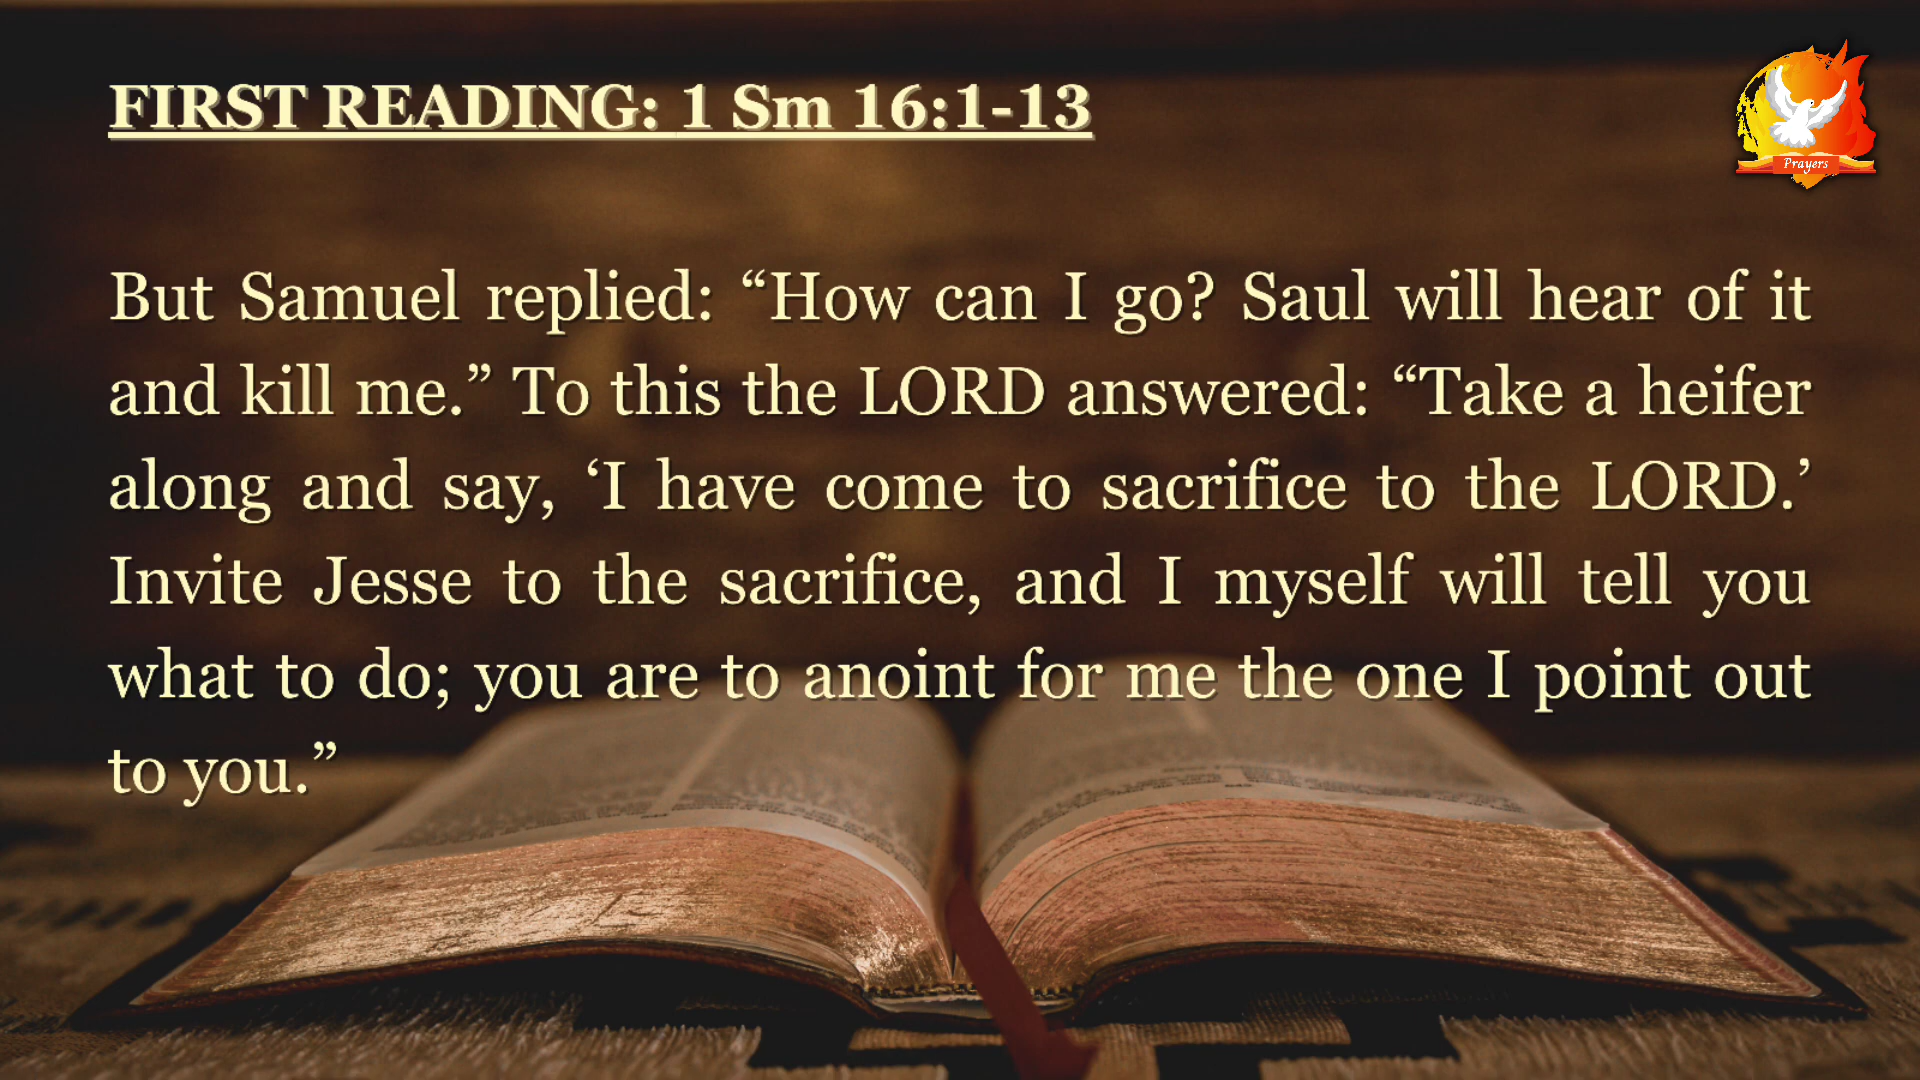 FIRST READING: 1 Sm 16:1-13
Prayers
But Samuel replied: “How can I go? Saul will hear of it
and kill me.” To this the LORD answered: “Take a heifer
along and say, ‘I have come to sacrifice to the LORD.’
Invite Jesse to the sacrifice, and I myself will tell you
what to do; you are to anoint for me the one I point out
to you.”